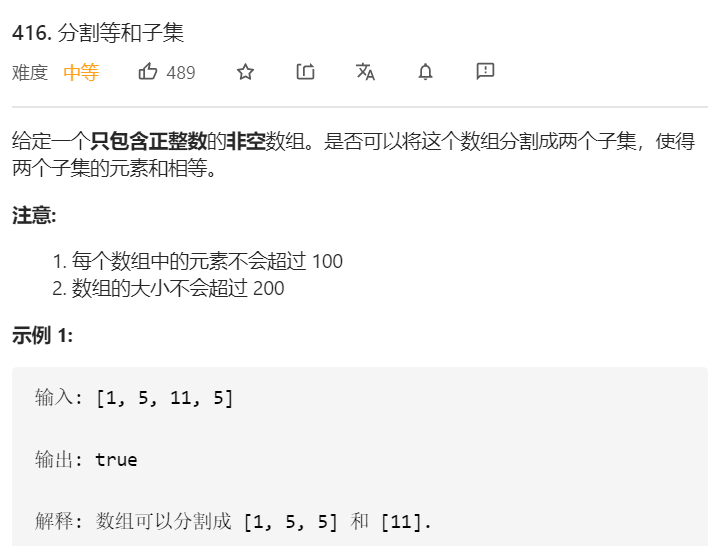 416. 分割等和子集
难度 中等 489
给定一个只包含正整数的非空数组。是否可以将这个数组分割成两个子集，使得
两个子集的元素和相等。
注意:
1. 每个数组中的元素不会超过 100
2. 数组的大小不会超过 200
示例 1:
输入: [1, 5, 11, 5]
输出: true
解释: 数组可以分割成 [1, 5, 5] 和 [11].